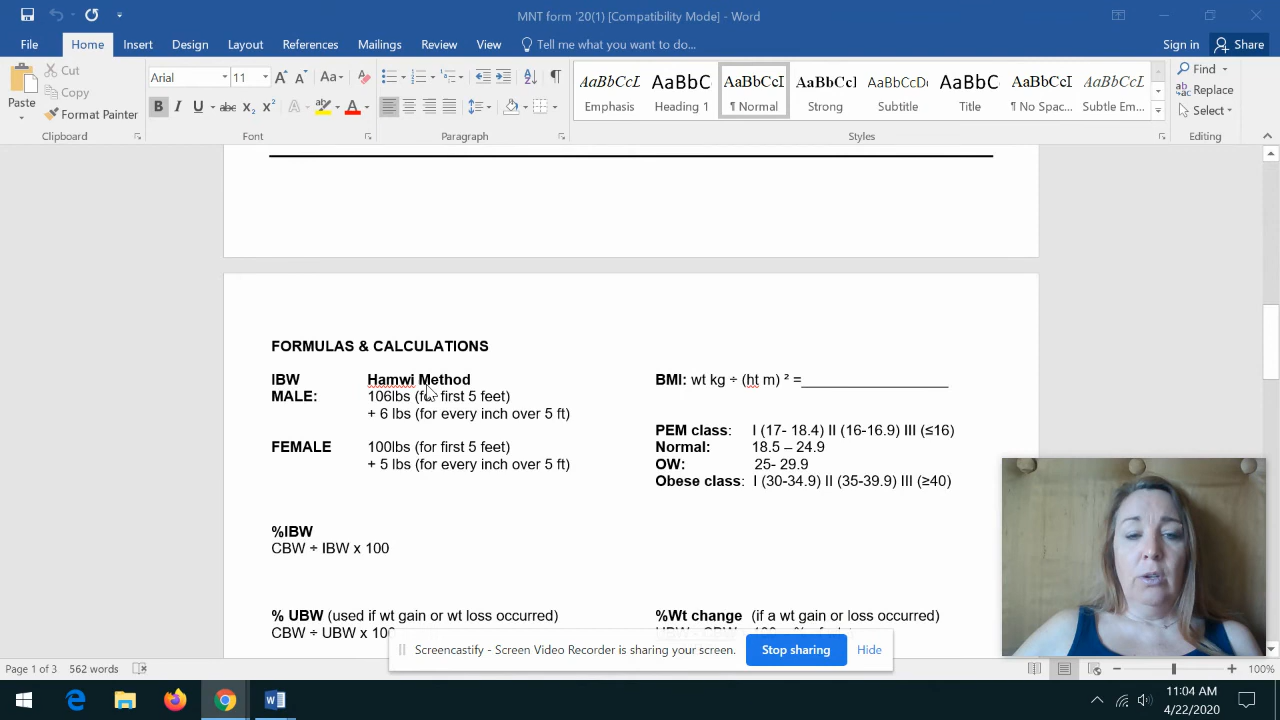 MNT form '20(1) [Compatibility Mode] - Word
File Home Insert Design Layout References Mailings Review View Tell me what you want to do... Sign in Share
Paste Cut Copy Format Painter
Clipboard
Arial 11
Font
Paragraph
AaBbCcL AaBbC AaBbCcI AaBbCcl AaBbCcD AaBbC AaBbCcI AaBbCcL
Emphasis Heading 1 ¶ Normal Strong Subtitle Title ¶ No Spac... Subtle Em...
Styles
Find
Replace
Select
Editing
FORMULAS & CALCULATIONS
IBW Hamwi Method
MALE: 106lbs (for first 5 feet)
+ 6 lbs (for every inch over 5 ft)
FEMALE 100lbs (for first 5 feet)
+ 5 lbs (for every inch over 5 ft)
%IBW
CBW ÷ IBW x 100
% UBW (used if wt gain or wt loss occurred)
CBW ÷ UBW x 100
BMI: wt kg ÷ (ht m) ² =____________________
PEM class: I (17- 18.4) II (16-16.9) III (≤16)
Normal: 18.5 – 24.9
OW: 25- 29.9
Obese class: I (30-34.9) II (35-39.9) III (≥40)
%Wt change (if a wt gain or loss occurred)
Screencastify - Screen Video Recorder is sharing your screen. Stop sharing Hide
Page 1 of 3 562 words 100%
11:04 AM
4/22/2020